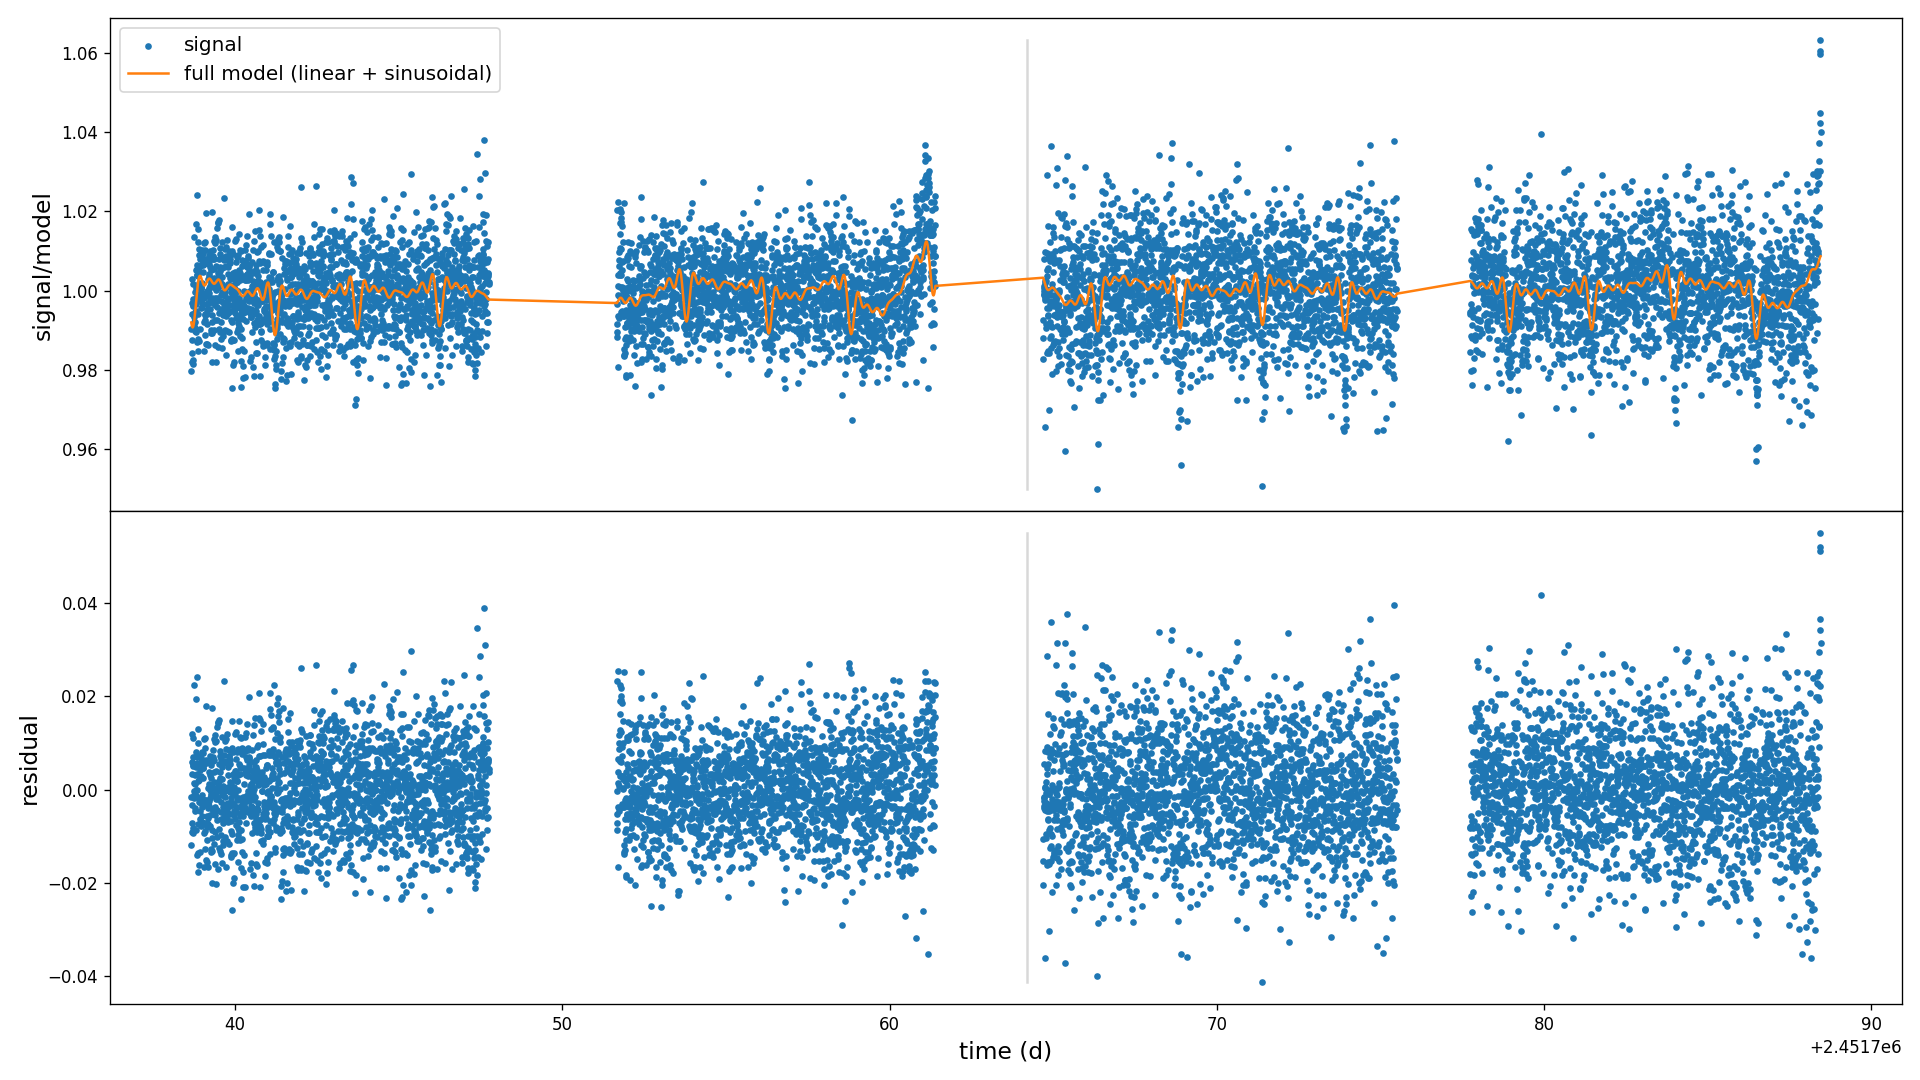 signal
full model (linear + sinusoidal)
signal/model
1.06
1.04
1.02
1.00
0.98
0.96
residual
0.04
0.02
0.00
−0.02
−0.04
40
50
60
70
80
90
time (d)
+2.4517e6